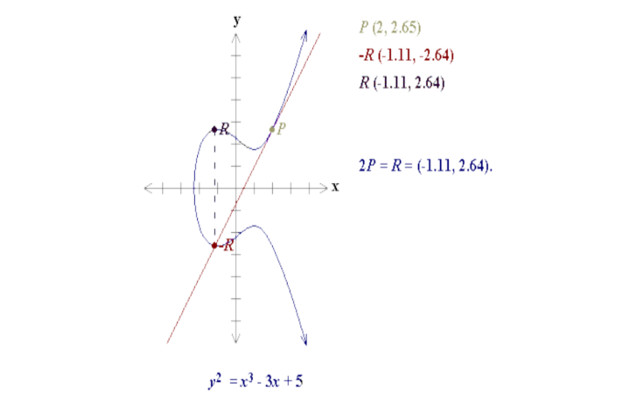 y
P (2, 2.65)
-R (-1.11, -2.64)
R (-1.11, 2.64)
R
P
2P = R = (-1.11, 2.64).
x
-R
y² = x³ - 3x + 5